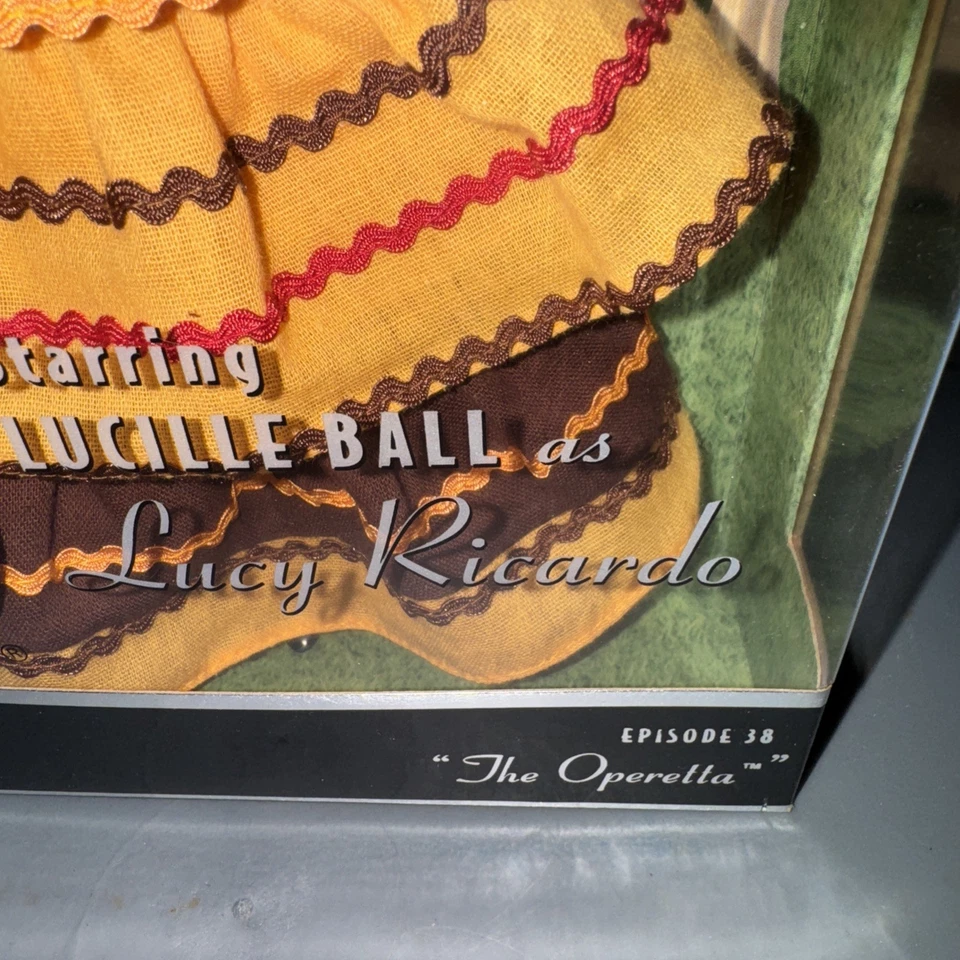 starring
LUCILLE BALL as
Lucy Ricardo
®
EPISODE 38
“The Operetta™”